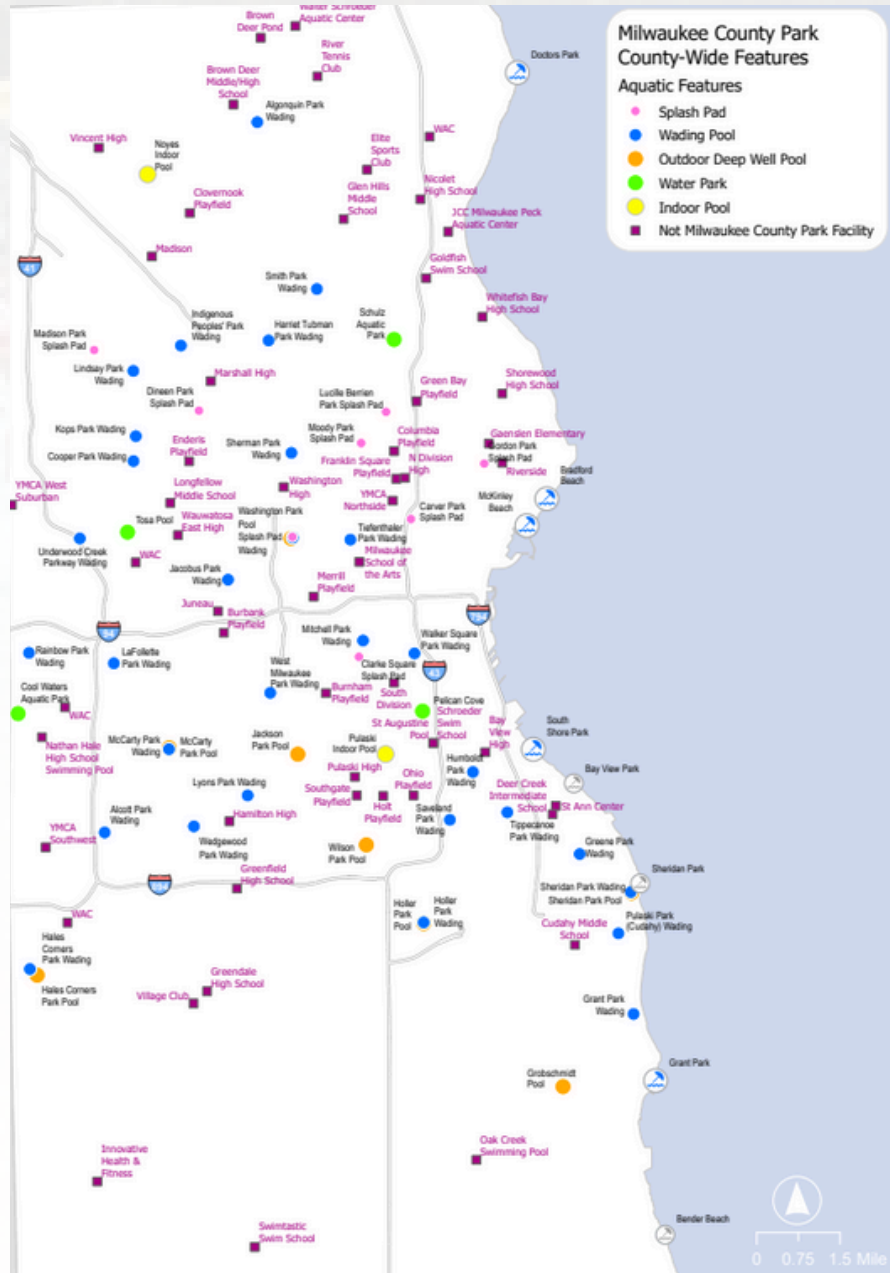 Milwaukee County Park
County-Wide Features
Aquatic Features
Splash Pad
Wading Pool
Outdoor Deep Well Pool
Water Park
Indoor Pool
Not Milwaukee County Park Facility
Walter Schroeder
Aquatic Center
Brown
Deer Pond
River
Tennis
Club
Doctors Park
Brown Deer
Middle/High
School
Algonquin Park
Wading
Vincent High
Noyes
Indoor
Pool
Elite
Sports
Club
WAC
Clovernook
Playfield
Glen Hills
Middle
School
Nicolet
High School
JCC Milwaukee Peck
Aquatic Center
Madison
41
Goldfish
Swim School
Smith Park
Wading
Whitefish Bay
High School
Indigenous
Peoples' Park
Wading
Harriet Tubman
Park Wading
Schulz
Aquatic
Park
Madison Park
Splash Pad
Lindsay Park
Wading
Marshall High
Dineen Park
Splash Pad
Lucille Berrien
Park Splash Pad
Green Bay
Playfield
Shorewood
High School
Kops Park Wading
Cooper Park Wading
Enderis
Playfield
Sherman Park
Wading
Moody Park
Splash Pad
Columbia
Playfield
Gaenslen Elementary
Gordon Park
Splash Pad
Riverside
Franklin Square
Playfield
N Division
High
Bradford
Beach
YMCA West
Suburban
Longfellow
Middle School
Washington
High
YMCA
Northside
McKinley
Beach
Carver Park
Splash Pad
Tosa Pool
Wauwatosa
East High
Washington Park
Pool
Splash Pad
Wading
Tiefenthaler
Park Wading
Underwood Creek
Parkway Wading
WAC
Milwaukee
School of
the Arts
Jacobus Park
Wading
Merrill
Playfield
Juneau
Burbank
Playfield
94
794
Rainbow Park
Wading
LaFollette
Park Wading
Mitchell Park
Wading
Walker Square
Park Wading
Clarke Square
Splash Pad
43
West
Milwaukee
Park Wading
Cool Waters
Aquatic Park
WAC
Burnham
Playfield
South
Division
Pelican Cove
Schroeder
Swim
School
St Augustine
Pool
Bay
View
High
South
Shore Park
Nathan Hale
High School
Swimming Pool
McCarty Park
Wading
McCarty
Park Pool
Jackson
Park Pool
Pulaski
Indoor Pool
Humboldt
Park
Wading
Bay View Park
Lyons Park Wading
Pulaski High
Southgate
Playfield
Holt
Playfield
Ohio
Playfield
Deer Creek
Intermediate
School
St Ann Center
Alcott Park
Wading
Hamilton High
Saveland
Park
Wading
Tippecanoe
Park Wading
YMCA
Southwest
Wedgewood
Park Wading
Wilson
Park Pool
Greene Park
Wading
Greenfield
High School
894
Sheridan Park
Sheridan Park Wading
Sheridan Park Pool
WAC
Holler
Park
Pool
Holler
Park
Wading
Pulaski Park
(Cudahy) Wading
Cudahy Middle
School
Hales
Corners
Park Wading
Hales Corners
Park Pool
Greendale
High School
Village Club
Grant Park
Wading
Grobschmidt
Pool
Grant Park
Oak Creek
Swimming Pool
Innovative
Health &
Fitness
Swimtastic
Swim School
Bender Beach
0 0.75 1.5 Mile